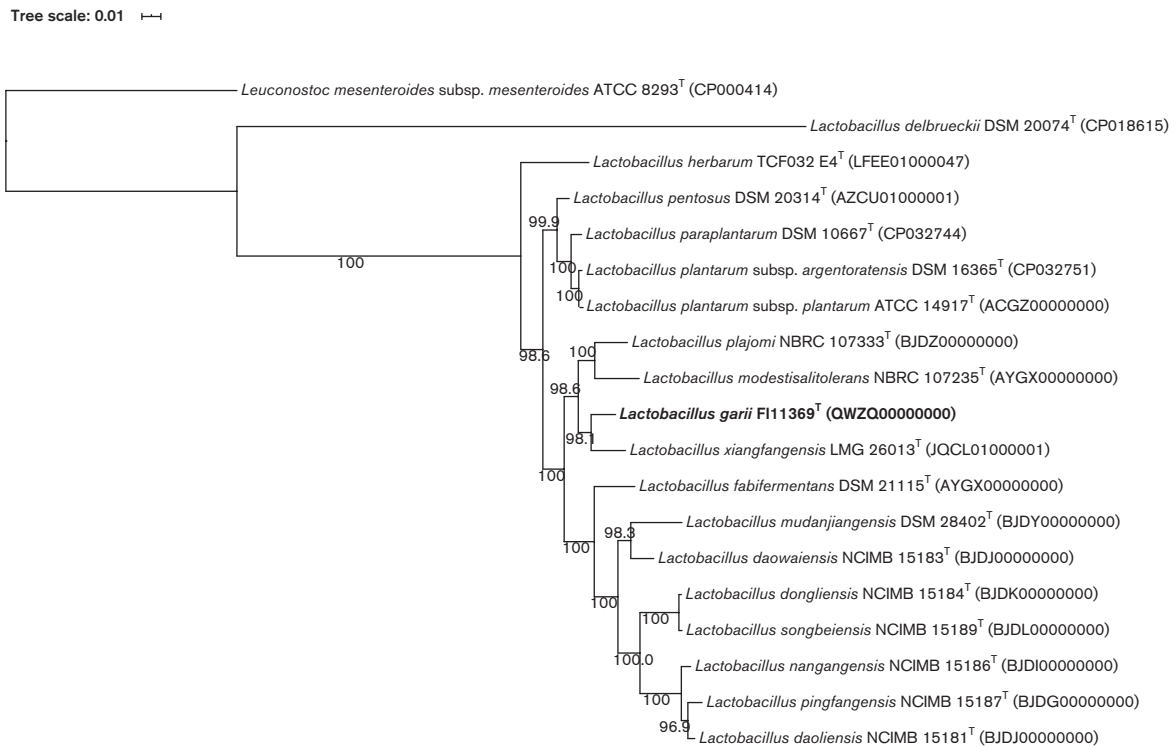 Tree scale: 0.01
Leuconostoc mesenteroides subsp. mesenteroides ATCC 8293T (CP000414)
Lactobacillus delbrueckii DSM 20074T (CP018615)
Lactobacillus herbarum TCF032 E4T (LFEE01000047)
Lactobacillus pentosus DSM 20314T (AZCU01000001)
99.9
Lactobacillus paraplantarum DSM 10667T (CP032744)
100
100
Lactobacillus plantarum subsp. argentoratensis DSM 16365T (CP032751)
100
Lactobacillus plantarum subsp. plantarum ATCC 14917T (ACGZ00000000)
Lactobacillus plajomi NBRC 107333T (BJDZ00000000)
100
98.6
Lactobacillus modestisalitolerans NBRC 107235T (AYGX00000000)
98.6
Lactobacillus garii FI11369T (QWZQ00000000)
98.1
Lactobacillus xiangfangensis LMG 26013T (JQCL01000001)
100
Lactobacillus fabifermentans DSM 21115T (AYGX00000000)
Lactobacillus mudanjiangensis DSM 28402T (BJDY00000000)
98.3
100
Lactobacillus daowaiensis NCIMB 15183T (BJDJ00000000)
Lactobacillus dongliensis NCIMB 15184T (BJDK00000000)
100
100
Lactobacillus songbeiensis NCIMB 15189T (BJDL00000000)
100.0
Lactobacillus nangangensis NCIMB 15186T (BJDI00000000)
100
Lactobacillus pingfangensis NCIMB 15187T (BJDG00000000)
96.9
Lactobacillus daoliensis NCIMB 15181T (BJDJ00000000)